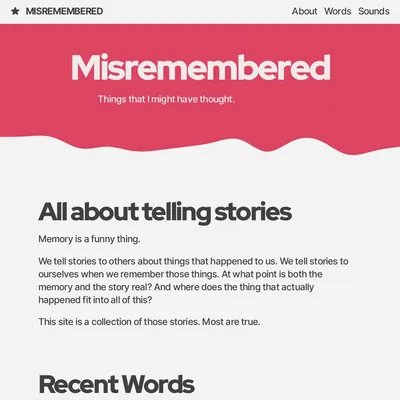 MISREMEMBERED
About Words Sounds
Misremembered
Things that I might have thought.
All about telling stories
Memory is a funny thing.
We tell stories to others about things that happened to us. We tell stories to
ourselves when we remember those things. At what point is both the
memory and the story real? And where does the thing that actually
happened fit into all of this?
This site is a collection of those stories. Most are true.
Recent Words